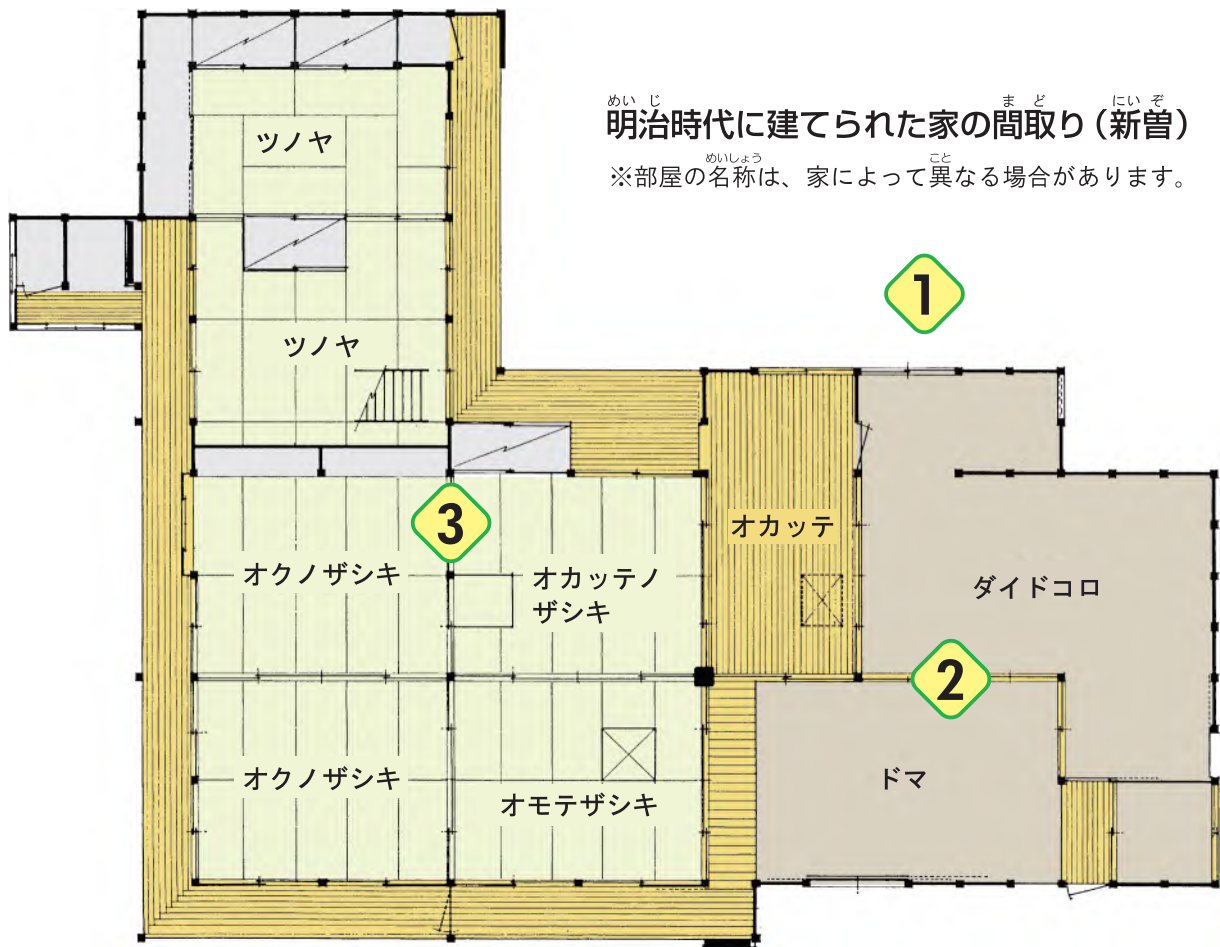 明治時代に建てられた家の間取り（新曽）
めいじ
まど
にいぞ
※部屋の名称は、家によって異なる場合があります。
めいしょう
こと
ツノヤ
1
ツノヤ
3
オカッテ
オクノザシキ
オカッテノ
ザシキ
ダイドコロ
2
オクノザシキ
オモテザシキ
ドマ